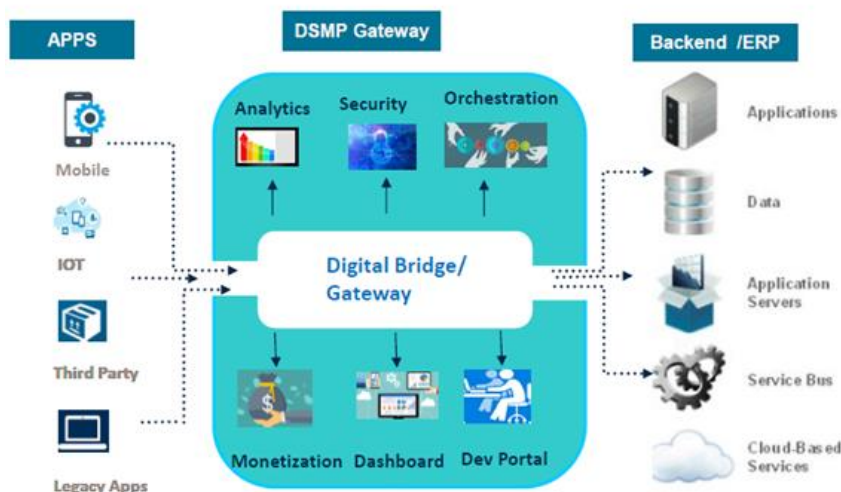 APPS
DSMP Gateway
Backend /ERP
Analytics
Security
Orchestration
Mobile
IOT
Third Party
Legacy Apps
Digital Bridge/
Gateway
Monetization
Dashboard
Dev Portal
Applications
Data
Application
Servers
Service Bus
Cloud-Based
Services